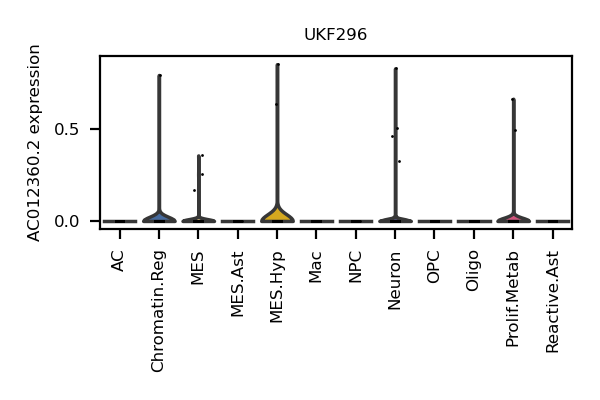 UKF296
AC012360.2 expression
0.5
0.0
AC
Chromatin.Reg
MES
MES.Ast
MES.Hyp
Mac
NPC
Neuron
OPC
Oligo
Prolif.Metab
Reactive.Ast